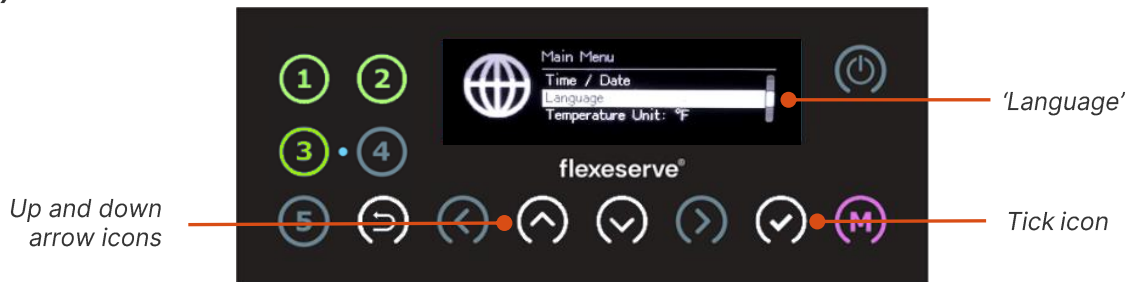 1
2
Main Menu
Time / Date
Language
Temperature Unit: °F
'Language'
3
4
flexeserve®
Up and down
arrow icons
5
M
Tick icon